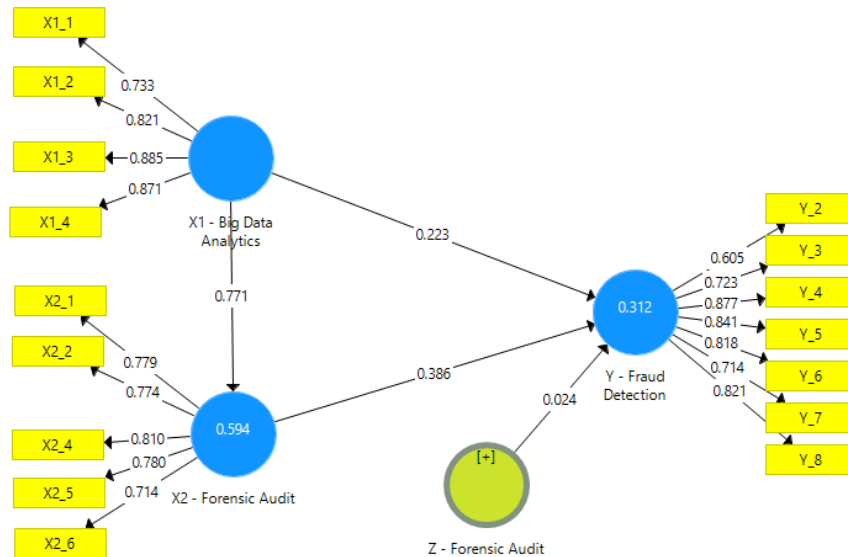 X1_1
0.733
X1_2
0.821
X1_3
0.885
X1_4
0.871
X1 - Big Data
Analytics
0.223
0.771
X2_1
0.779
X2_2
0.774
X2_4
0.810
X2_5
0.780
X2_6
0.714
0.594
X2 - Forensic Audit
0.386
0.024
[+]
Z - Forensic Audit
0.312
Y - Fraud
Detection
Y_2
0.605
Y_3
0.723
Y_4
0.877
Y_5
0.841
Y_6
0.818
Y_7
0.714
Y_8
0.821